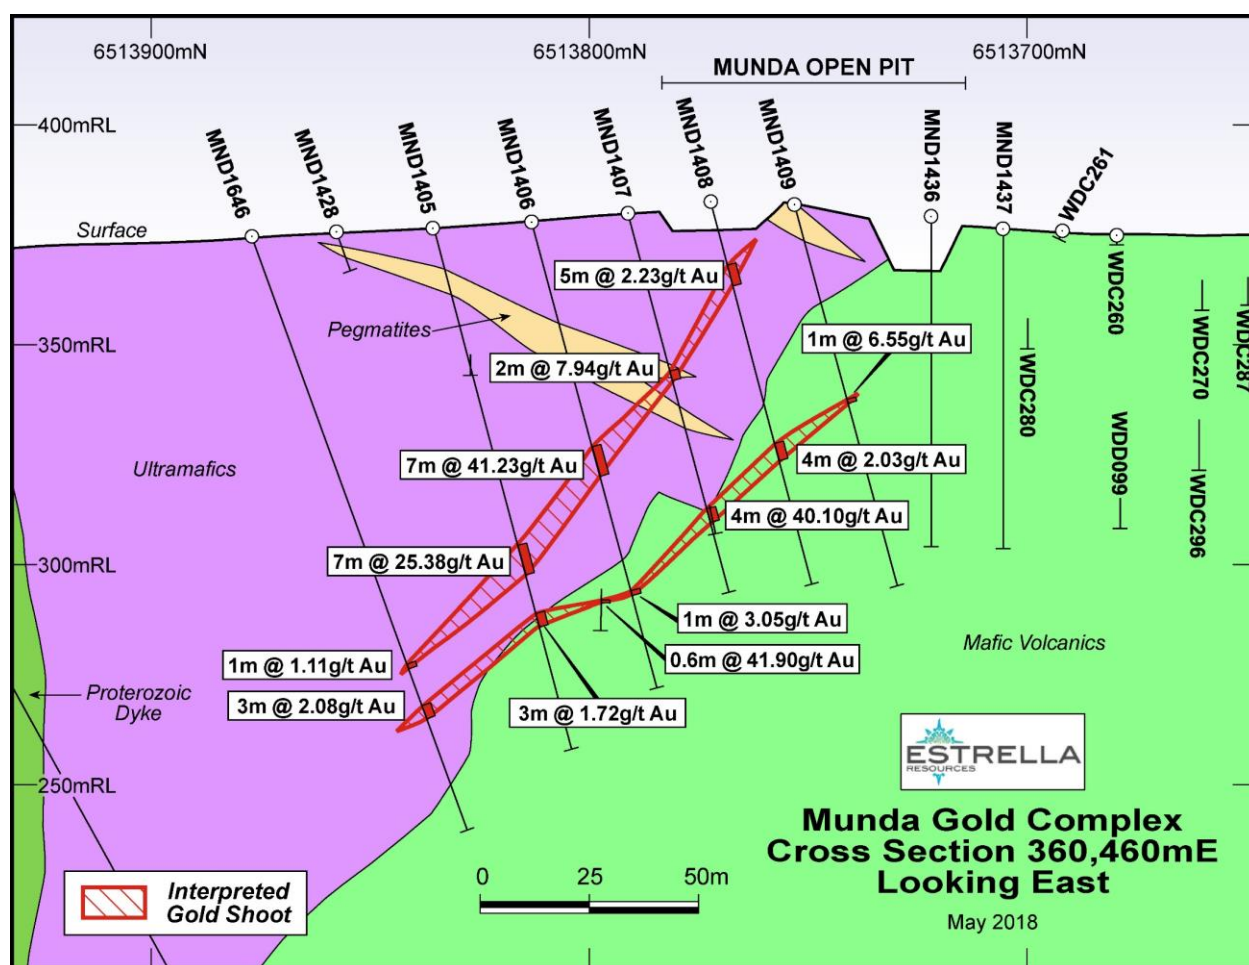 6513900mN
6513800mN
6513700mN
MUNDA OPEN PIT
400mRL
MND1646
MND1428
MND1405
MND1406
MND1407
MND1408
MND1409
MND1436
MND1437
WDC261
Surface
5m @ 2.23g/t Au
WDC260
WDC270
WDC287
Pegmatites
1m @ 6.55g/t Au
350mRL
WDC280
2m @ 7.94g/t Au
Ultramafics
7m @ 41.23g/t Au
4m @ 2.03g/t Au
WDD099
WDC296
4m @ 40.10g/t Au
7m @ 25.38g/t Au
300mRL
1m @ 3.05g/t Au
Mafic Volcanics
0.6m @ 41.90g/t Au
1m @ 1.11g/t Au
Proterozoic
Dyke
3m @ 2.08g/t Au
3m @ 1.72g/t Au
ESTRELLA
RESOURCES
250mRL
Munda Gold Complex
Cross Section 360,460mE
Looking East
May 2018
0 25 50m
Interpreted
Gold Shoot